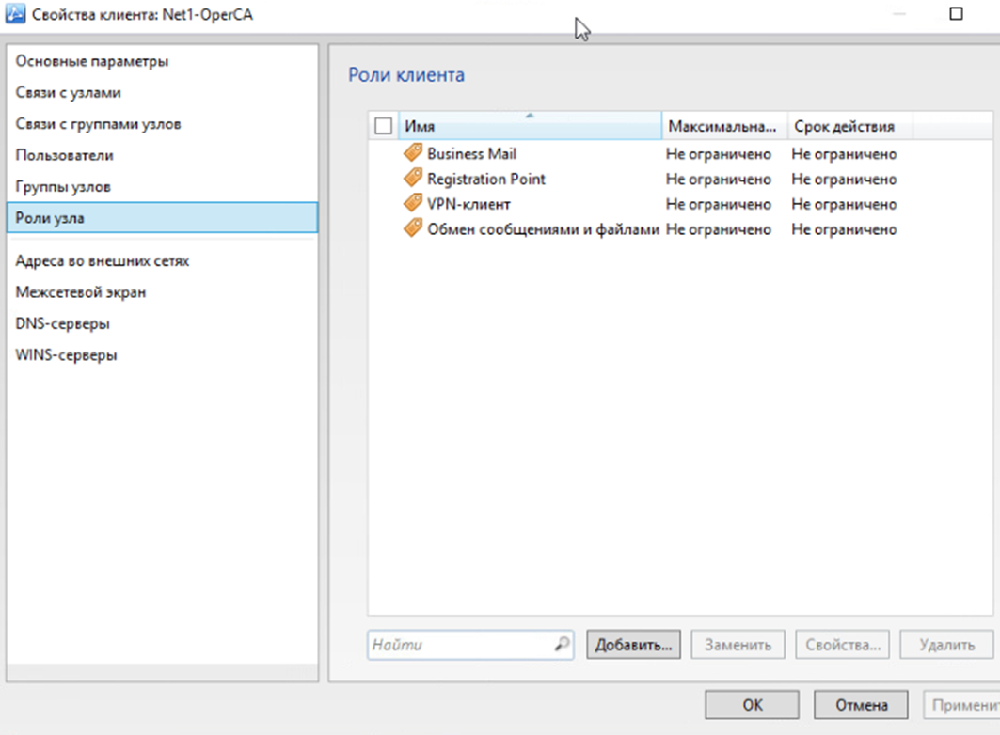 Свойства клиента: Net1-OperCA
Основные параметры
Связи с узлами
Связи с группами узлов
Пользователи
Группы узлов
Роли узла
Адреса во внешних сетях
Межсетевой экран
DNS-серверы
WINS-серверы
Роли клиента
Имя Максимальна... Срок действия
Business Mail Не ограничено Не ограничено
Registration Point Не ограничено Не ограничено
VPN-клиент Не ограничено Не ограничено
Обмен сообщениями и файлами Не ограничено Не ограничено
Найти Добавить... Заменить Свойства... Удалить
OK Отмена Применит